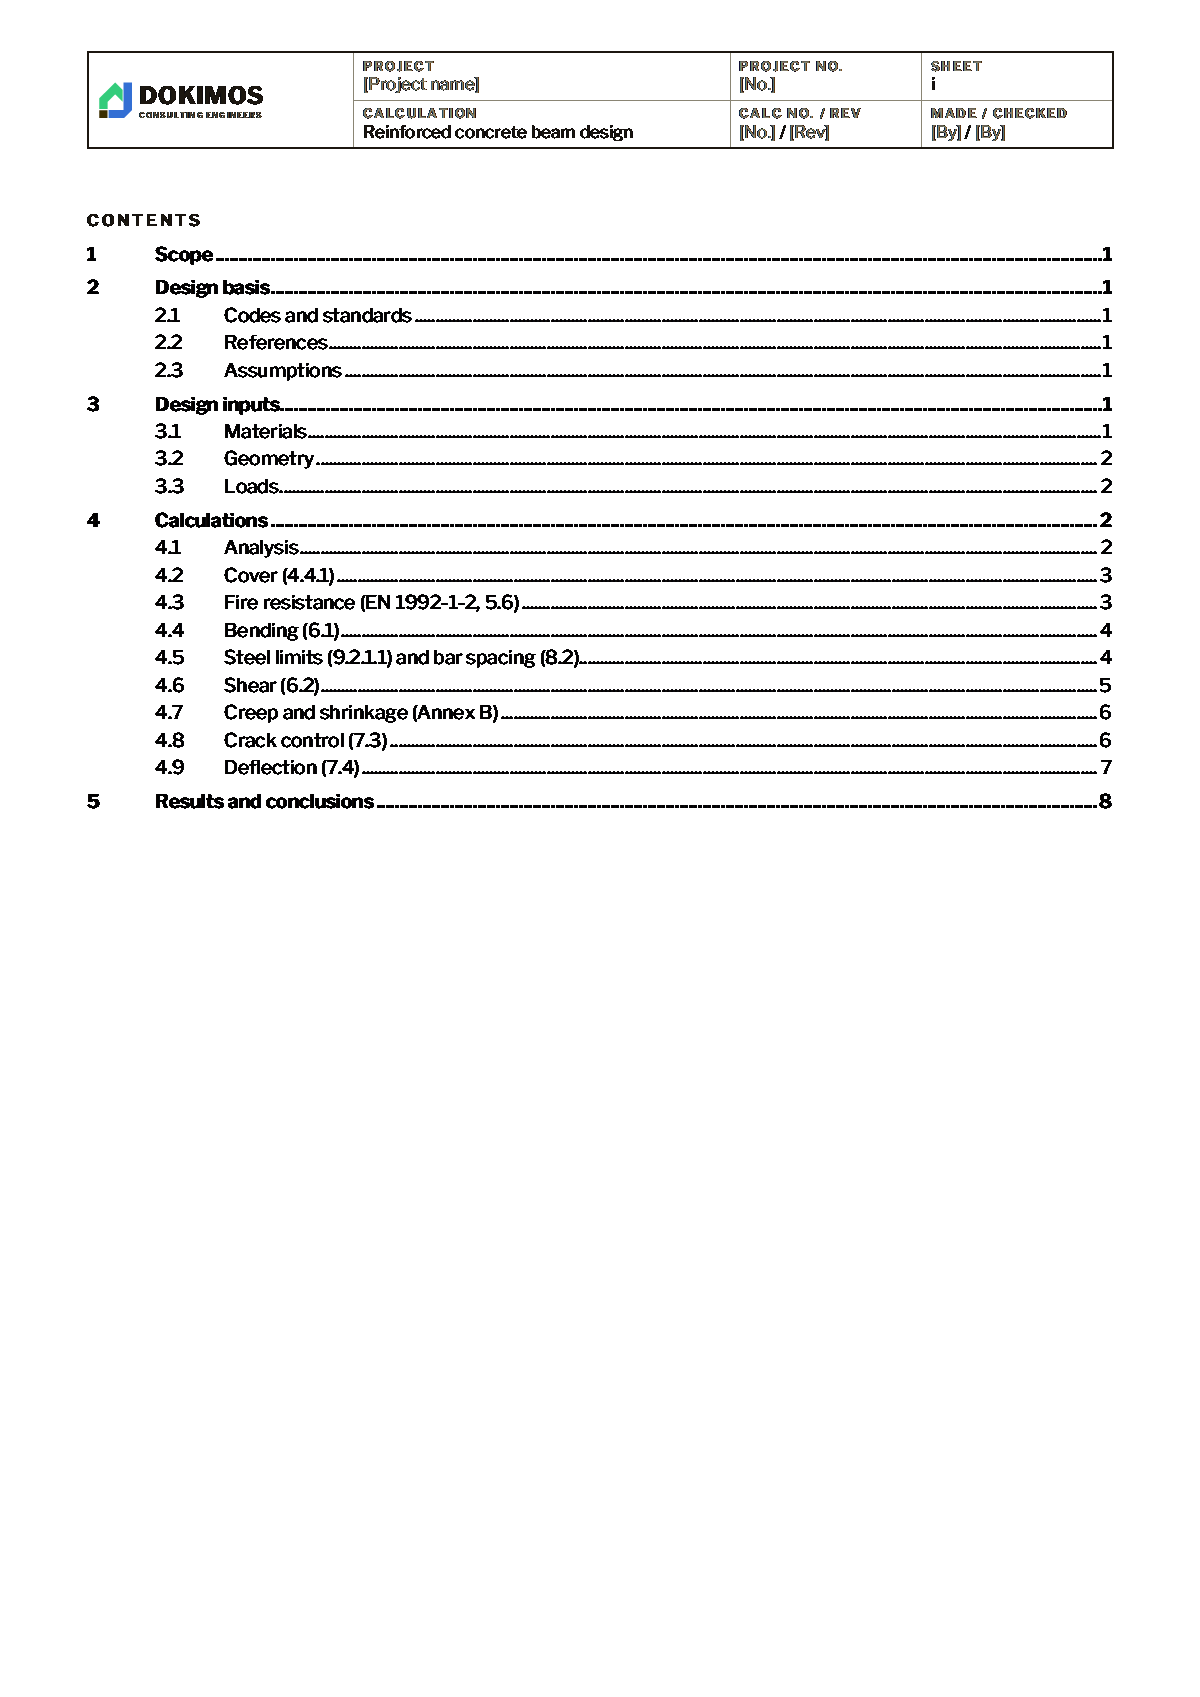 DOKIMOS
CONSULTING ENGINEERS
PROJECT
[Project name]
PROJECT NO.
[No.]
SHEET
i
CALCULATION
Reinforced concrete beam design
CALC NO. / REV
[No.] / [Rev]
MADE / CHECKED
[By] / [By]
CONTENTS
1 Scope 1
2 Design basis 1
2.1 Codes and standards 1
2.2 References 1
2.3 Assumptions 1
3 Design inputs 1
3.1 Materials 1
3.2 Geometry 2
3.3 Loads 2
4 Calculations 2
4.1 Analysis 2
4.2 Cover (4.4.1) 3
4.3 Fire resistance (EN 1992-1-2, 5.6) 3
4.4 Bending (6.1) 4
4.5 Steel limits (9.2.1.1) and bar spacing (8.2) 4
4.6 Shear (6.2) 5
4.7 Creep and shrinkage (Annex B) 6
4.8 Crack control (7.3) 6
4.9 Deflection (7.4) 7
5 Results and conclusions 8